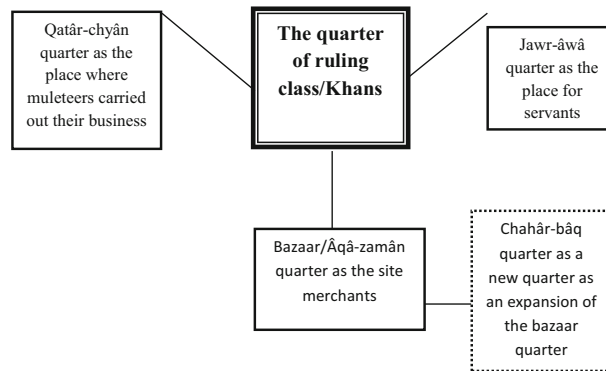 Qatâr-chyân
quarter as the
place where
muleteers carried
out their business
The quarter
of ruling
class/Khans
Jawr-âwâ
quarter as the
place for
servants
Bazaar/Âqâ-zamân
quarter as the site
merchants
Chahâr-bâq
quarter as a
new quarter as
an expansion of
the bazaar
quarter